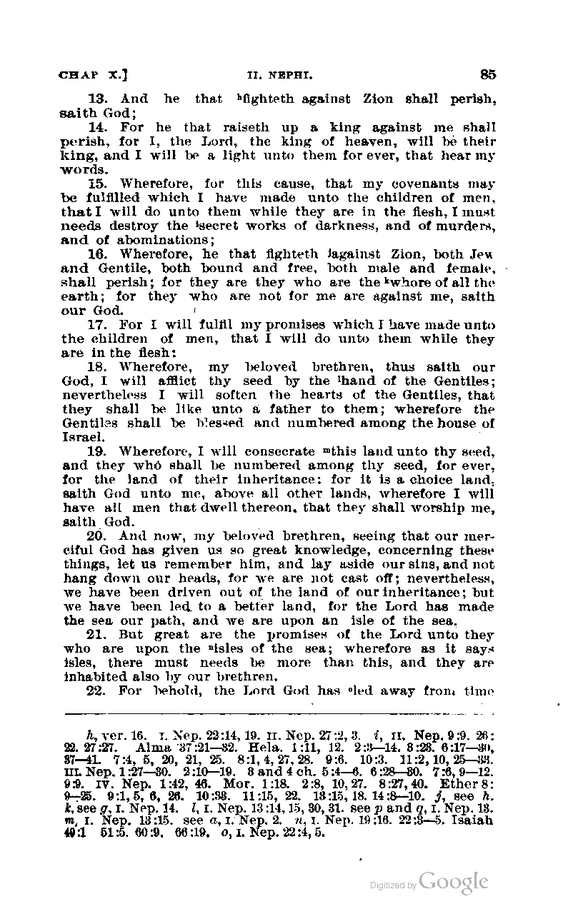 CHAP X.] II. NEPHI. 85
13. And he that hfighteth against Zion shall perish,
saith God;
14. For he that raiseth up a king against me shall
perish, for I, the Lord, the king of heaven, will be their
king, and I will be a light unto them for ever, that hear my
words.
15. Wherefore, for this cause, that my covenants may
be fulfilled which I have made unto the children of men,
that I will do unto them while they are in the flesh, I must
needs destroy the isecret works of darkness, and of murders,
and of abominations;
16. Wherefore, he that fighteth jagainst Zion, both Jew
and Gentile, both bound and free, both male and female,
shall perish; for they are they who are the kwhore of all the
earth; for they who are not for me are against me, saith
our God.
17. For I will fulfil my promises which I have made unto
the children of men, that I will do unto them while they
are in the flesh:
18. Wherefore, my beloved brethren, thus saith our
God, I will afflict thy seed by the lhand of the Gentiles;
nevertheless I will soften the hearts of the Gentiles, that
they shall be like unto a father to them; wherefore the
Gentiles shall be blessed and numbered among the house of
Israel.
19. Wherefore, I will consecrate mthis land unto thy seed,
and they who shall be numbered among thy seed, for ever,
for the land of their inheritance: for it is a choice land,
saith God unto me, above all other lands, wherefore I will
have all men that dwell thereon, that they shall worship me,
saith God.
20. And now, my beloved brethren, seeing that our mer-
ciful God has given us so great knowledge, concerning these
things, let us remember him, and lay aside our sins, and not
hang down our heads, for we are not cast off; nevertheless,
we have been driven out of the land of our inheritance; but
we have been led to a better land, for the Lord has made
the sea our path, and we are upon an isle of the sea.
21. But great are the promises of the Lord unto they
who are upon the nisles of the sea; wherefore as it says
isles, there must needs be more than this, and they are
inhabited also by our brethren.
22. For behold, the Lord God has oled away from time
h, ver. 16. I. Nep. 22:14, 19. II. Nep. 27:2, 3. i, II. Nep. 9:9. 26:
22. 27:27. Alma 37:21—32. Hela. 1:11, 12. 2:3—14. 8:28. 6:17—30,
37—41. 7:4, 5, 20, 21, 25. 8:1, 4, 27, 28. 9:6. 10:3. 11:2, 10, 25—33.
III. Nep. 1:27—30. 2:10—19. 3 and 4 ch. 5:4—6. 6:28—30. 7:6, 9—12.
9:9. IV. Nep. 1:42, 46. Mor. 1:18. 2:8, 10, 27. 8:27, 40. Ether 8:
9—25. 9:1, 5, 6, 26. 10:33. 11:15, 22. 13:15, 18. 14:8—10. j, see h.
k, see g, I. Nep. 14. l, I. Nep. 13:14, 15, 30, 31. see p and q, I. Nep. 13.
m, I. Nep. 13:15. see a, I. Nep. 2. n, I. Nep. 19:16. 22:3—5. Isaiah
49:1 51:5. 60:9. 66:19. o, I. Nep. 22:4, 5.
Digitized by Google